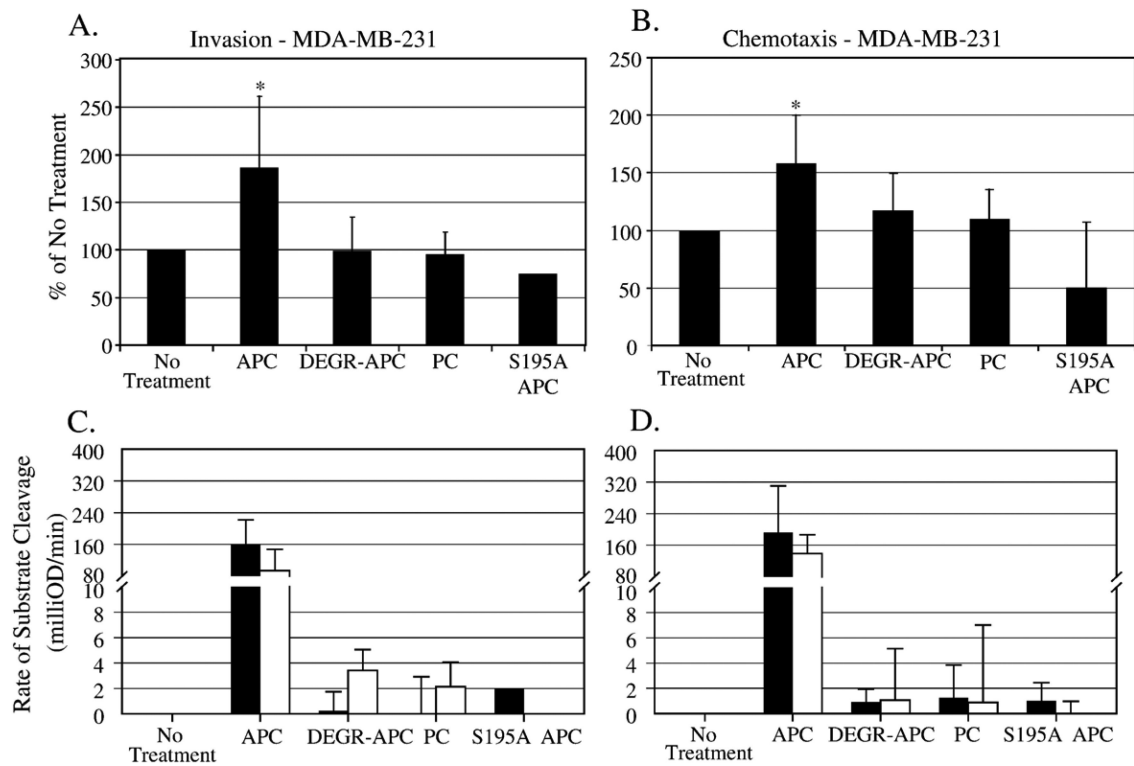 A.
Invasion - MDA-MB-231
% of No Treatment
300
250
200
150
100
50
0
*
No Treatment
APC
DEGR-APC
PC
S195A APC
B.
Chemotaxis - MDA-MB-231
250
200
150
100
50
0
*
No Treatment
APC
DEGR-APC
PC
S195A APC
C.
Rate of Substrate Cleavage
(milliOD/min)
400
320
240
160
80
10
8
6
4
2
0
No Treatment
APC
DEGR-APC
PC
S195A APC
D.
400
320
240
160
80
10
8
6
4
2
0
No Treatment
APC
DEGR-APC
PC
S195A APC